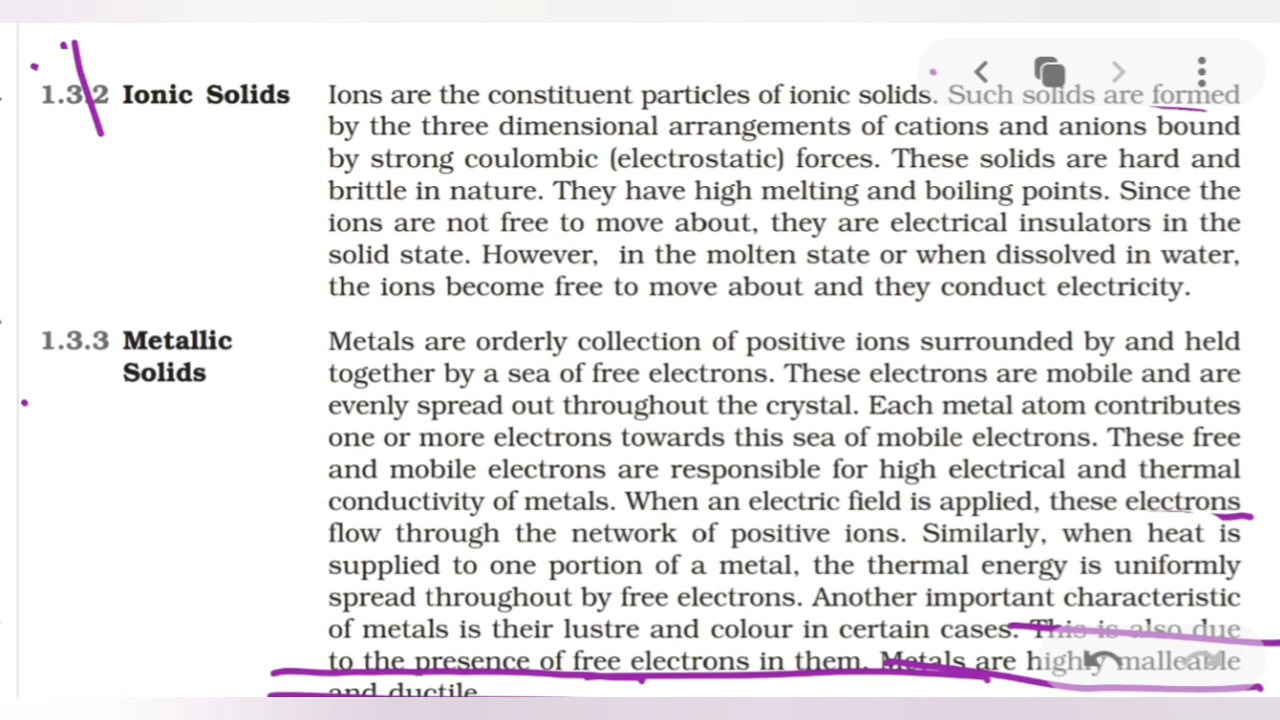 1.3.2 Ionic Solids
Ions are the constituent particles of ionic solids. Such solids are formed
by the three dimensional arrangements of cations and anions bound
by strong coulombic (electrostatic) forces. These solids are hard and
brittle in nature. They have high melting and boiling points. Since the
ions are not free to move about, they are electrical insulators in the
solid state. However, in the molten state or when dissolved in water,
the ions become free to move about and they conduct electricity.
1.3.3 Metallic
Solids
Metals are orderly collection of positive ions surrounded by and held
together by a sea of free electrons. These electrons are mobile and are
evenly spread out throughout the crystal. Each metal atom contributes
one or more electrons towards this sea of mobile electrons. These free
and mobile electrons are responsible for high electrical and thermal
conductivity of metals. When an electric field is applied, these electrons
flow through the network of positive ions. Similarly, when heat is
supplied to one portion of a metal, the thermal energy is uniformly
spread throughout by free electrons. Another important characteristic
of metals is their lustre and colour in certain cases. This is also due
to the presence of free electrons in them. Metals are highly malleable
and ductile.